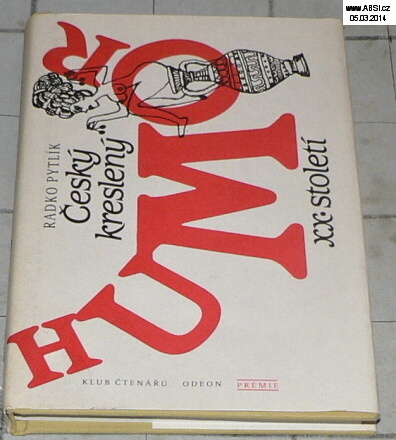 www.ABSI.cz
05.03.2014
RADKO PYTLÍK
Český
kreslený
HUMOR
XX. století
KLUB ČTENÁŘŮ ODEON PRÉMIE